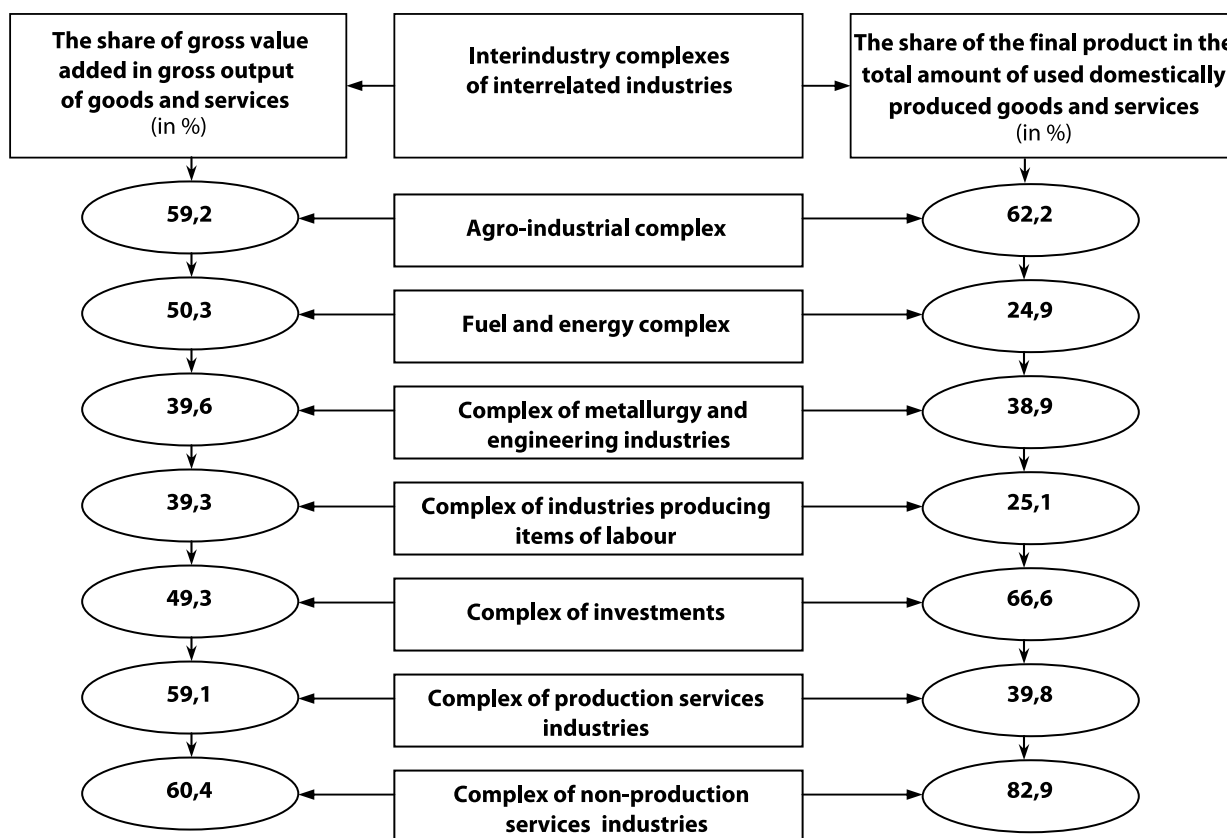 The share of gross value
added in gross output
of goods and services
(in %)
Interindustry complexes
of interrelated industries
The share of the final product in the
total amount of used domestically
produced goods and services
(in %)
59,2
Agro-industrial complex
62,2
50,3
Fuel and energy complex
24,9
39,6
Complex of metallurgy and
engineering industries
38,9
39,3
Complex of industries producing
items of labour
25,1
49,3
Complex of investments
66,6
59,1
Complex of production services
industries
39,8
60,4
Complex of non-production
services industries
82,9